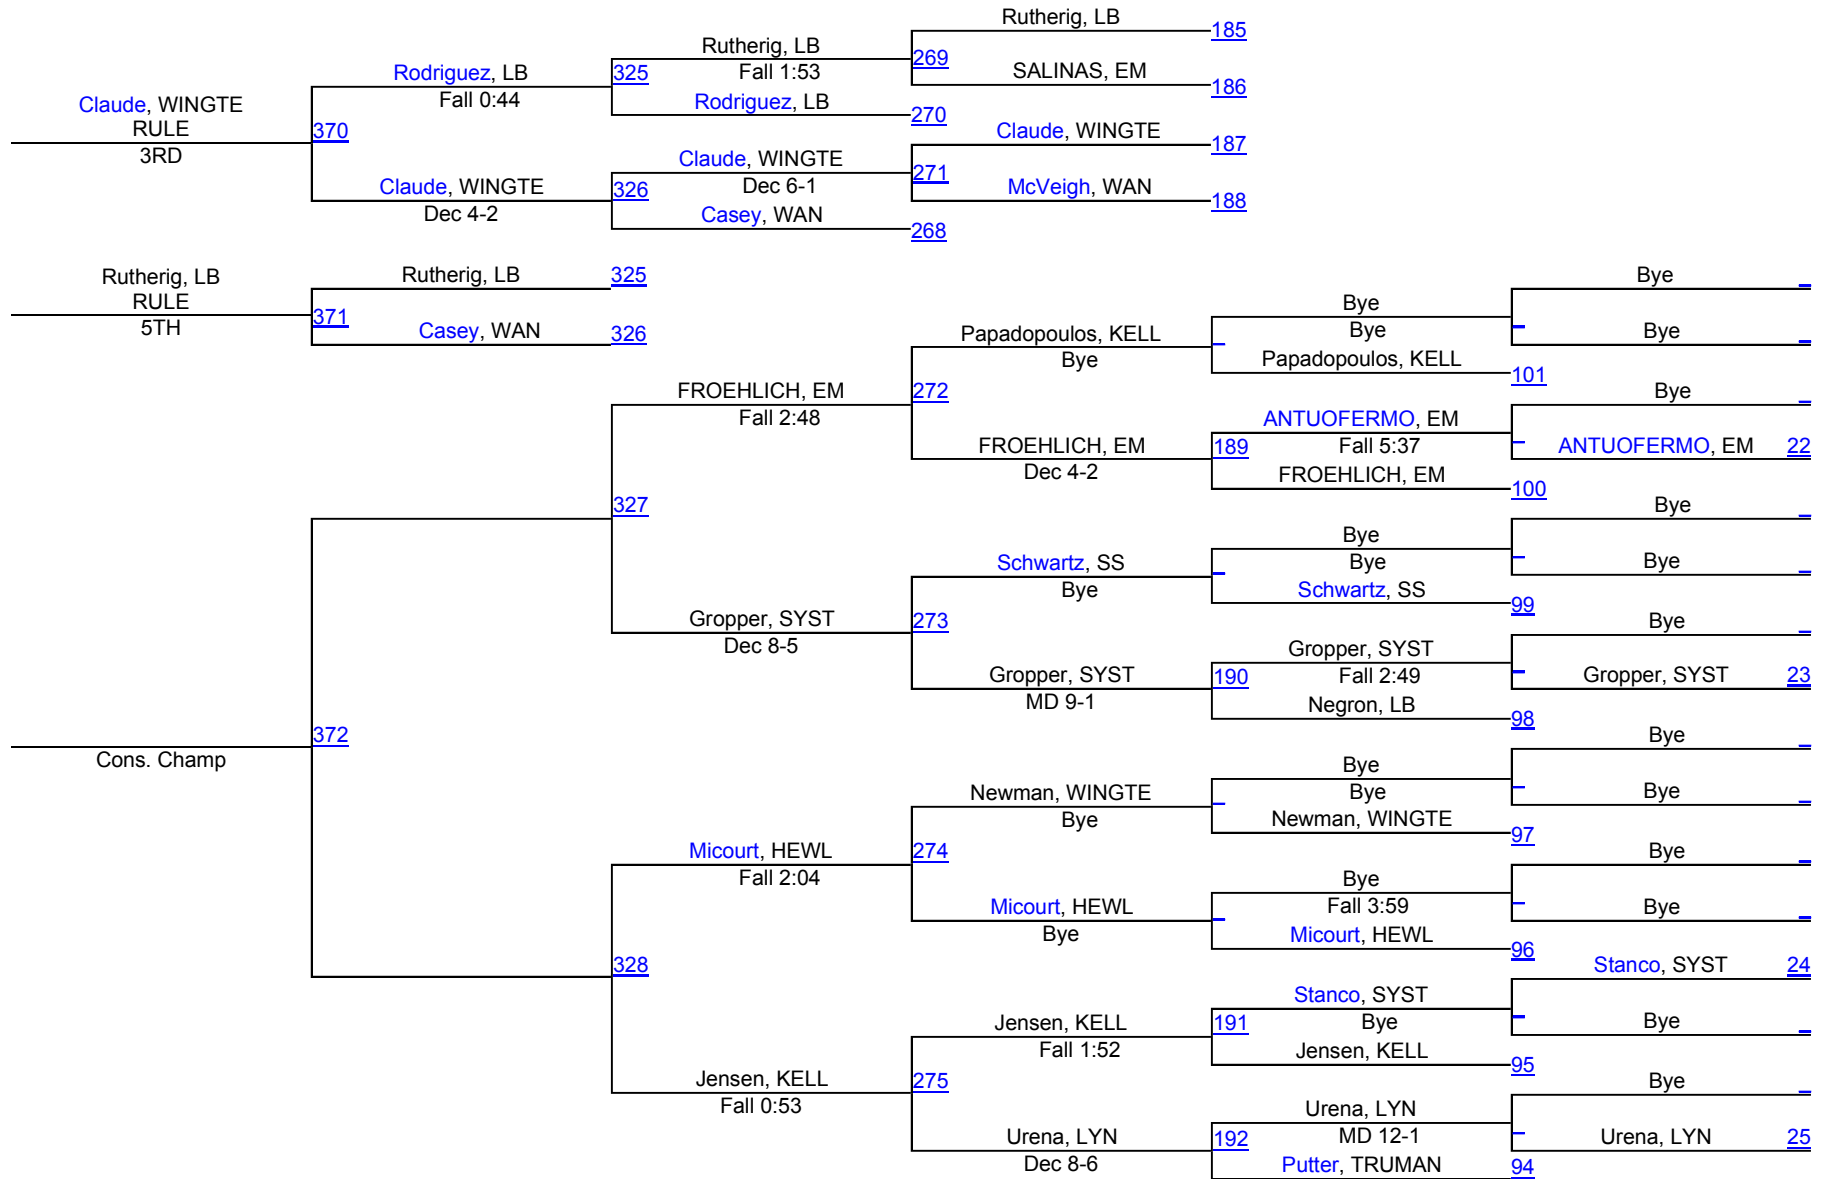 Rutherig, LB 185
Rutherig, LB 269
Fall 1:53 SALINAS, EM 186
Rodriguez, LB 325
Fall 0:44 Rodriguez, LB 270
Claude, WINGTE
RULE 370
3RD
Claude, WINGTE 187
Claude, WINGTE 271
Dec 6-1 McVeigh, WAN 188
Claude, WINGTE 326
Dec 4-2 Casey, WAN 268
Rutherig, LB
RULE 371
5TH
Rutherig, LB 325
Casey, WAN 326
Bye
Bye
Bye
Bye
Papadopoulos, KELL
Bye
Papadopoulos, KELL 101
FROEHLICH, EM 272
Fall 2:48
Bye
ANTUOFERMO, EM
Fall 5:37
ANTUOFERMO, EM 22
FROEHLICH, EM 189
Dec 4-2
FROEHLICH, EM 100
327
Bye
Bye
Bye
Bye
Schwartz, SS
Bye
Schwartz, SS 99
Gropper, SYST 273
Dec 8-5
Bye
Gropper, SYST
Fall 2:49
Gropper, SYST 23
Gropper, SYST 190
MD 9-1
Negron, LB 98
372
Cons. Champ
Bye
Bye
Bye
Bye
Newman, WINGTE
Bye
Newman, WINGTE 97
Micourt, HEWL 274
Fall 2:04
Bye
Bye
Fall 3:59
Bye
Micourt, HEWL
Bye
Micourt, HEWL 96
328
Stanco, SYST 24
Stanco, SYST
Bye
Bye
Jensen, KELL 191
Fall 1:52
Jensen, KELL 95
Jensen, KELL 275
Fall 0:53
Bye
Urena, LYN
MD 12-1
Urena, LYN 25
Urena, LYN 192
Dec 8-6
Putter, TRUMAN 94